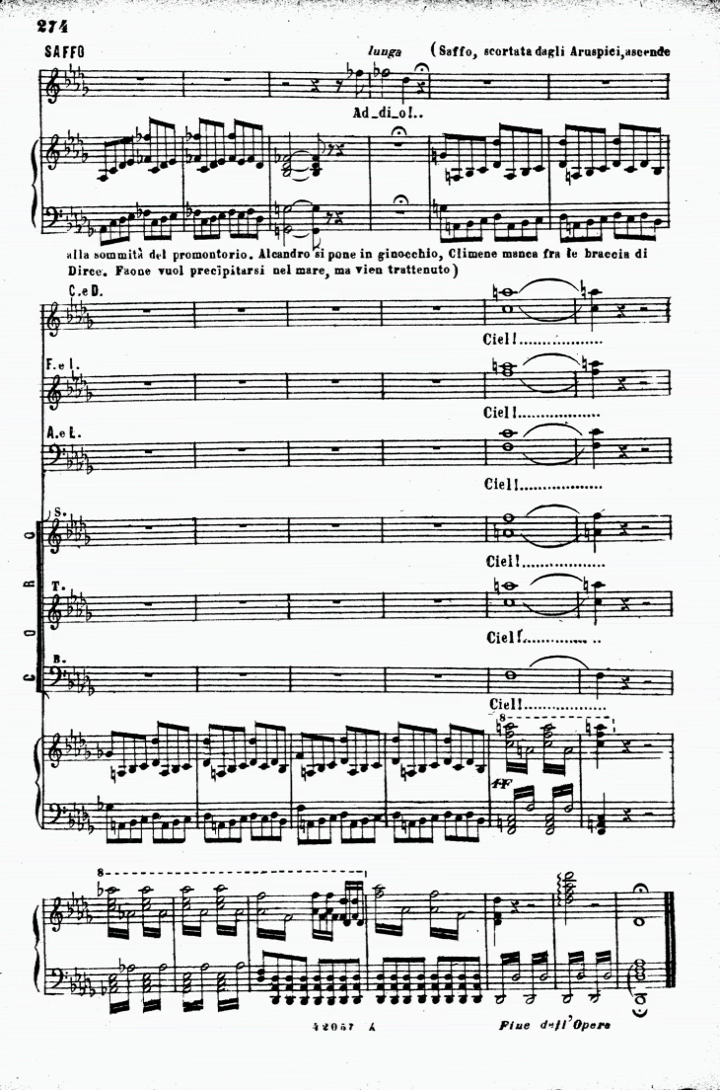 274
SAFFO
lunga (Saffo, scortata dagli Aruspici, ascende
Ad_di_o!..
alla sommità del promontorio. Alcandro si pone in ginocchio, Climene manca fra le braccia di
Dirce. Faone vuol precipitarsi nel mare, ma vien trattenuto)
C. e D.
Ciel!
F. e I.
Ciel!
A. e L.
Ciel!
CORO
S.
Ciel!
T.
Ciel!
B.
Ciel!
8
ff
8
42057 A
Fine dell'Opera